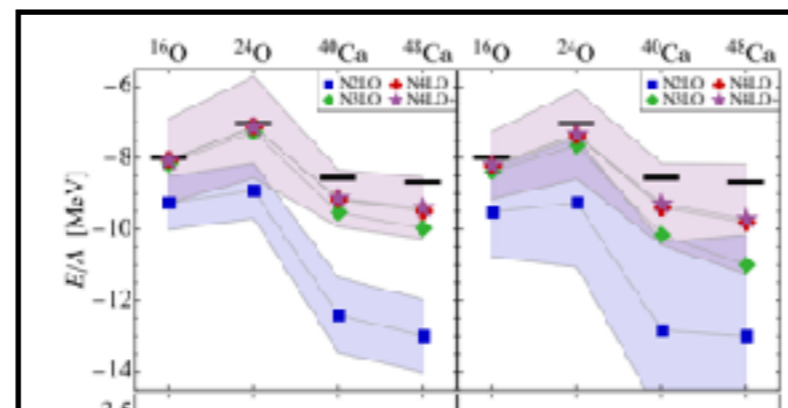 16O 24O 40Ca 48Ca 16O 24O 40Ca 48Ca
−6
N2LO N4LO N2LO N4LO
N3LO N4LO+ N3LO N4LO+
−8
E/A [MeV]
−10
−12
−14